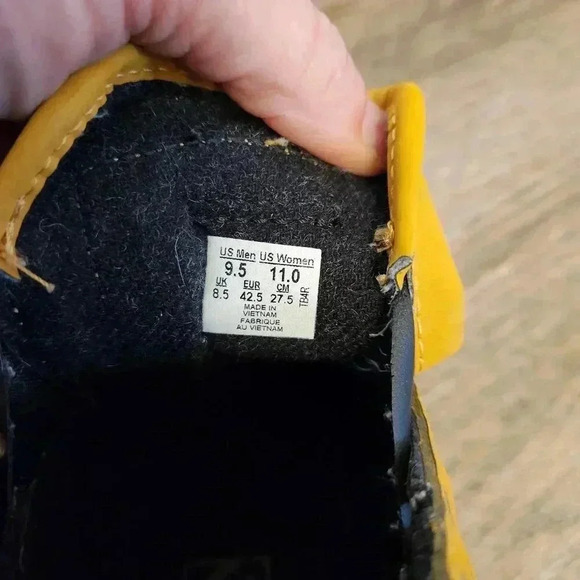 US Men US Women
9.5 11.0
UK EUR CM
8.5 42.5 27.5
MADE IN
VIETNAM
FABRIQUE
AU VIETNAM
TB4R